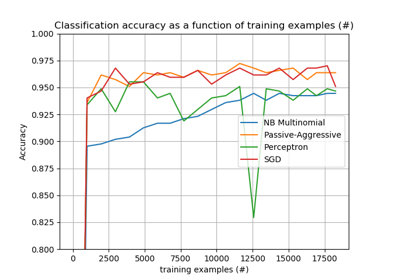 Classification accuracy as a function of training examples (#)
1.000
0.975
0.950
0.925
0.900
0.875
0.850
0.825
0.800
Accuracy
NB Multinomial
Passive-Aggressive
Perceptron
SGD
0 2500 5000 7500 10000 12500 15000 17500
training examples (#)